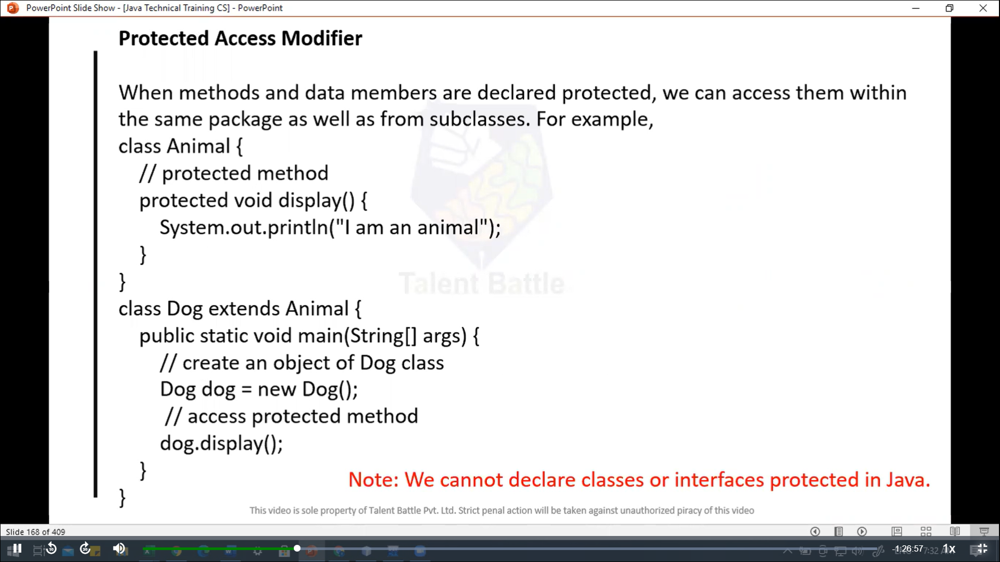 PowerPoint Slide Show - [Java Technical Training CS] - PowerPoint
Protected Access Modifier
When methods and data members are declared protected, we can access them within
the same package as well as from subclasses. For example,
class Animal {
// protected method
protected void display() {
System.out.println("I am an animal");
}
}
Talent Battle
class Dog extends Animal {
public static void main(String[] args) {
// create an object of Dog class
Dog dog = new Dog();
// access protected method
dog.display();
}
Note: We cannot declare classes or interfaces protected in Java.
}
This video is sole property of Talent Battle Pvt. Ltd. Strict penal action will be taken against unauthorized piracy of this video
Slide 168 of 409
10 30 -1:26:57 7:32 1x